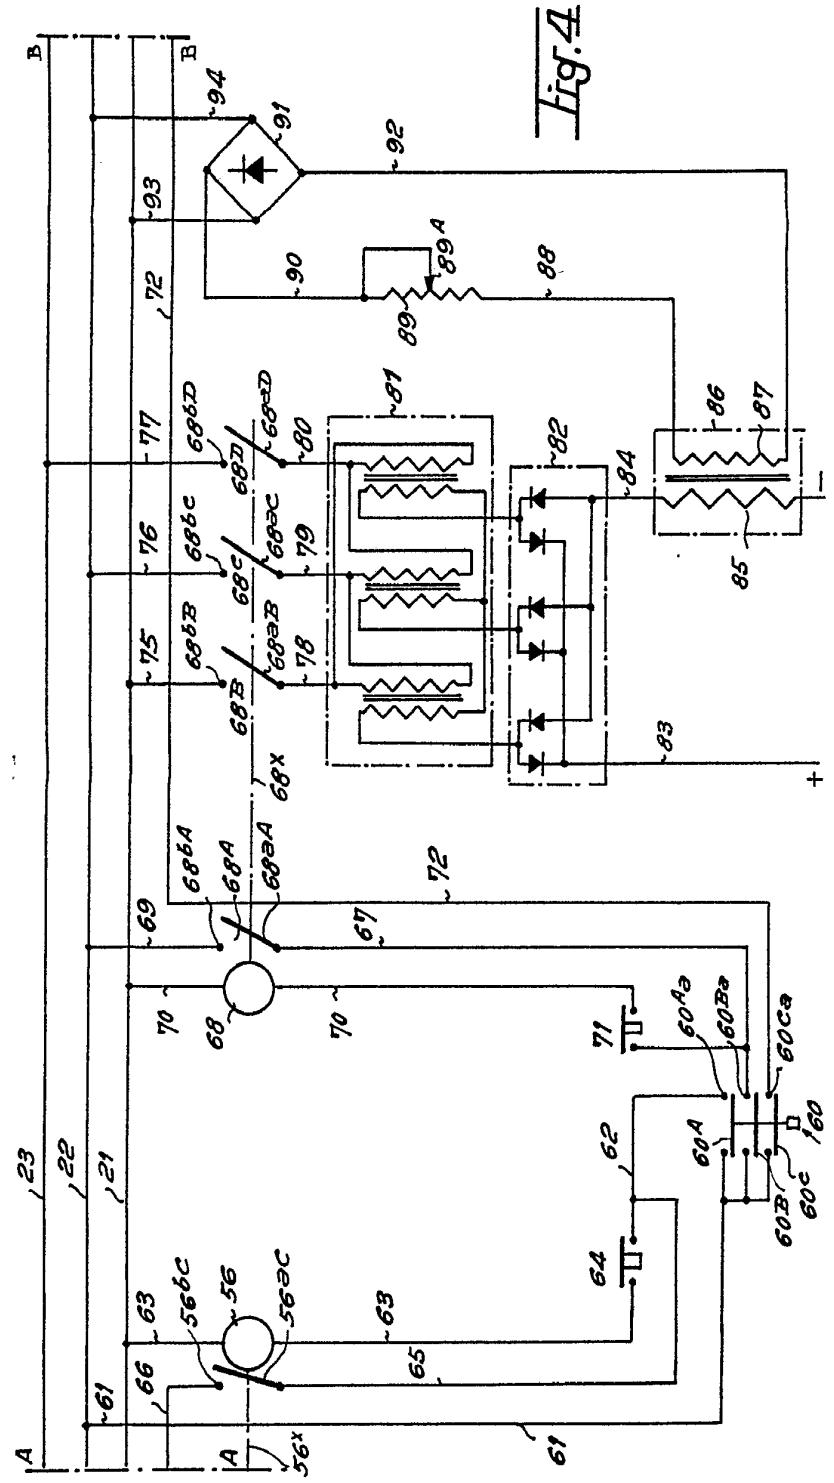 B
B
94
91
92
93
72
90
89
89A
88
Fig.4
77
68bD
68D
68aD
80
81
82
84
86
87
85
76
68bC
68C
68aC
79
75
68bB
68B
68aB
78
68x
83
+
−
69
68bA
68A
68aA
72
67
70
68
70
71
60Aa
60Ba
60Ca
60A
60
60B
60C
62
64
23
22
21
63
56bC
56
56aC
63
66
61
65
61
A
A
56x